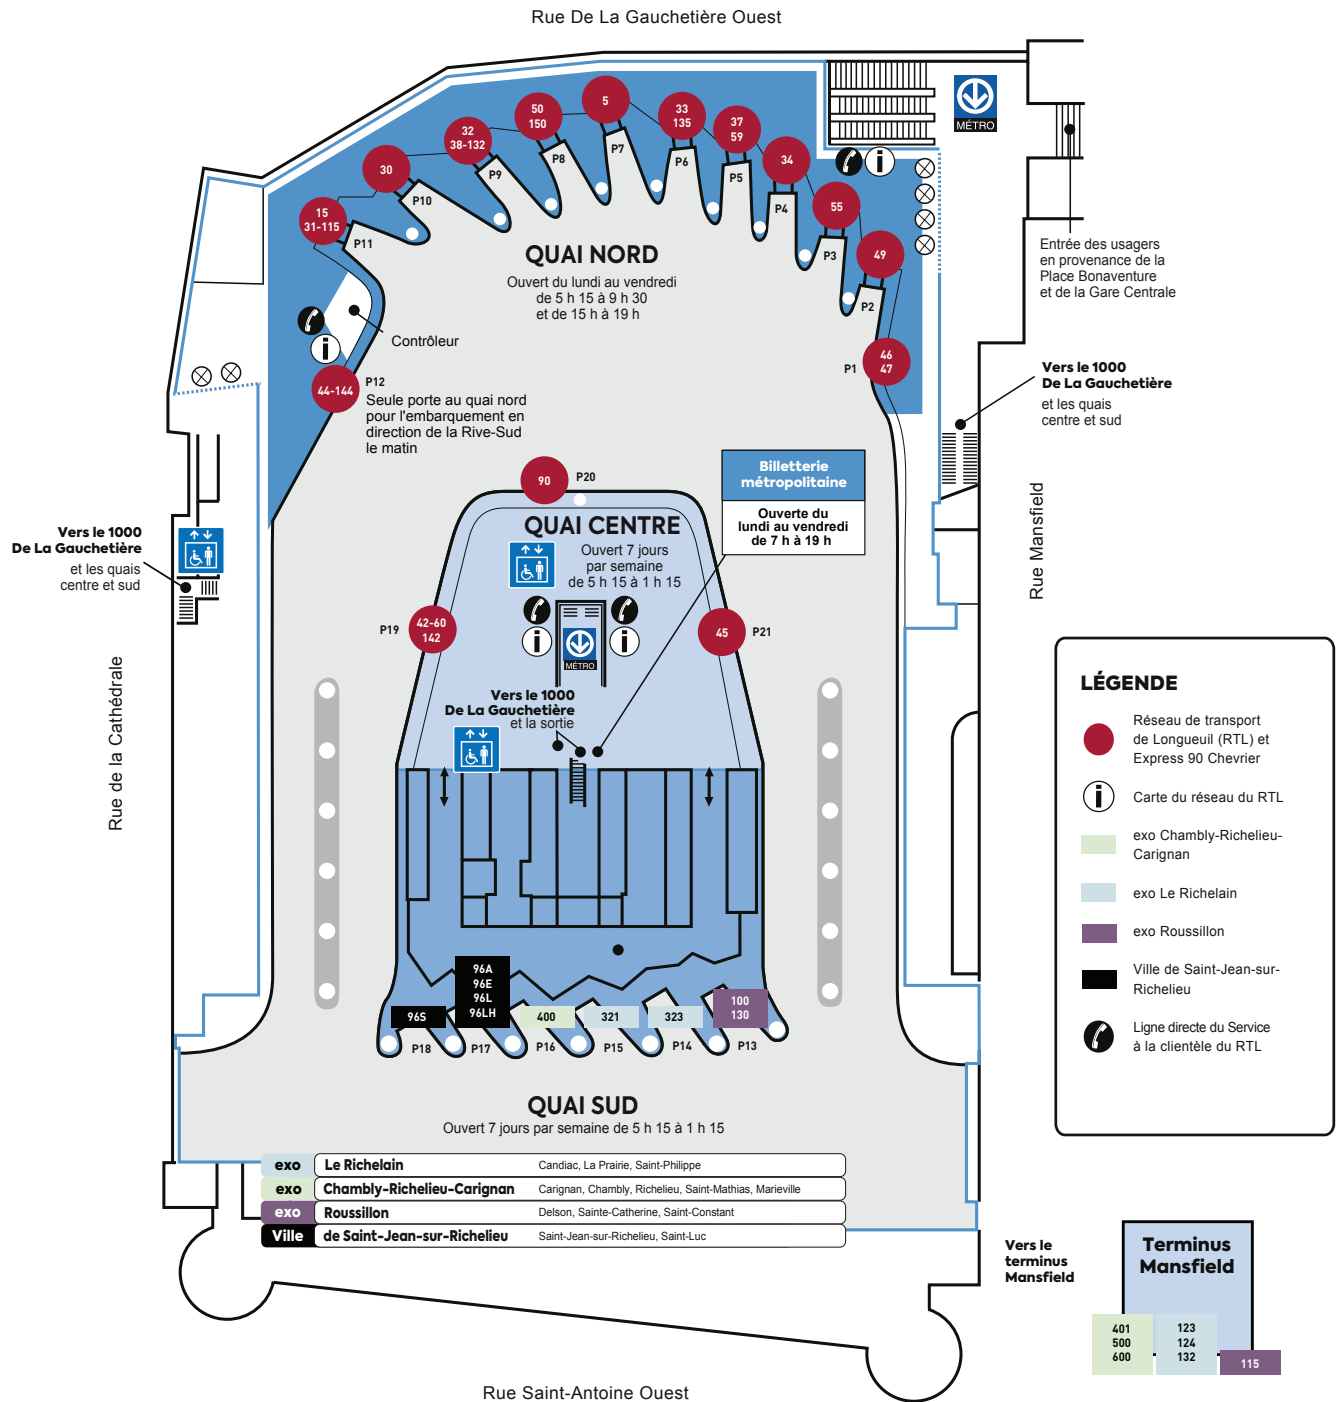 Rue De La Gauchetière Ouest
MÉTRO
5
50
150
33
135
37
59
32
38-132
30
34
15
31-115
55
49
46
47
44-144
P7
P8
P6
P5
P9
P4
P10
P3
P11
P2
P1
P12
QUAI NORD
Ouvert du lundi au vendredi
de 5 h 15 à 9 h 30
et de 15 h à 19 h
Contrôleur
Seule porte au quai nord
pour l'embarquement en
direction de la Rive-Sud
le matin
Entrée des usagers
en provenance de la
Place Bonaventure
et de la Gare Centrale
Vers le 1000
De La Gauchetière
et les quais
centre et sud
Billetterie
métropolitaine
Ouverte du
lundi au vendredi
de 7 h à 19 h
90
P20
QUAI CENTRE
Ouvert 7 jours
par semaine
de 5 h 15 à 1 h 15
Vers le 1000
De La Gauchetière
et les quais
centre et sud
Rue Mansfield
Rue de la Cathédrale
P19
42-60
142
45
P21
MÉTRO
Vers le 1000
De La Gauchetière
et la sortie
LÉGENDE
Réseau de transport
de Longueuil (RTL) et
Express 90 Chevrier
Carte du réseau du RTL
exo Chambly-Richelieu-
Carignan
exo Le Richelain
exo Roussillon
Ville de Saint-Jean-sur-
Richelieu
Ligne directe du Service
à la clientèle du RTL
96S
96A
96E
96L
96LH
400
321
323
100
130
P18
P17
P16
P15
P14
P13
QUAI SUD
Ouvert 7 jours par semaine de 5 h 15 à 1 h 15
exo Le Richelain Candiac, La Prairie, Saint-Philippe
exo Chambly-Richelieu-Carignan Carignan, Chambly, Richelieu, Saint-Mathias, Marieville
exo Roussillon Delson, Sainte-Catherine, Saint-Constant
Ville de Saint-Jean-sur-Richelieu Saint-Jean-sur-Richelieu, Saint-Luc
Vers le
terminus
Mansfield
Terminus
Mansfield
401
500
600
123
124
132
115
Rue Saint-Antoine Ouest